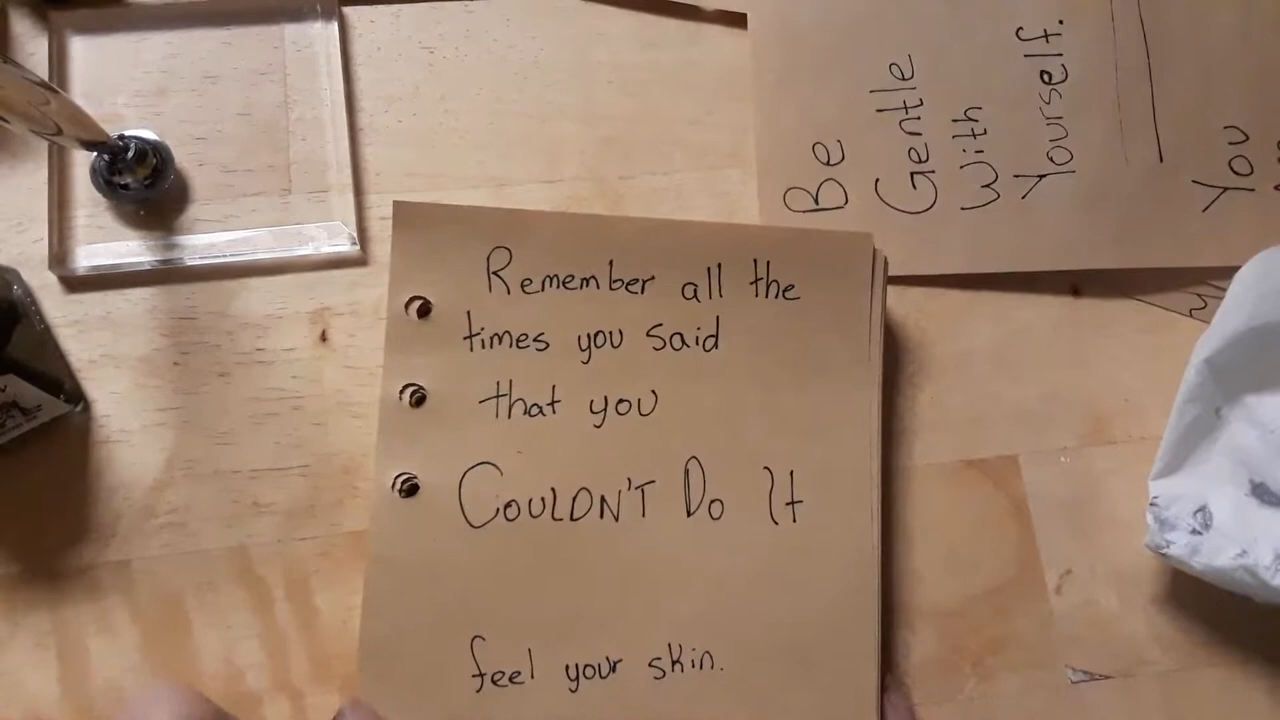 Remember all the
times you said
that you
COULDN'T DO It
feel your skin.
Be
Gentle
With
Yourself.
You